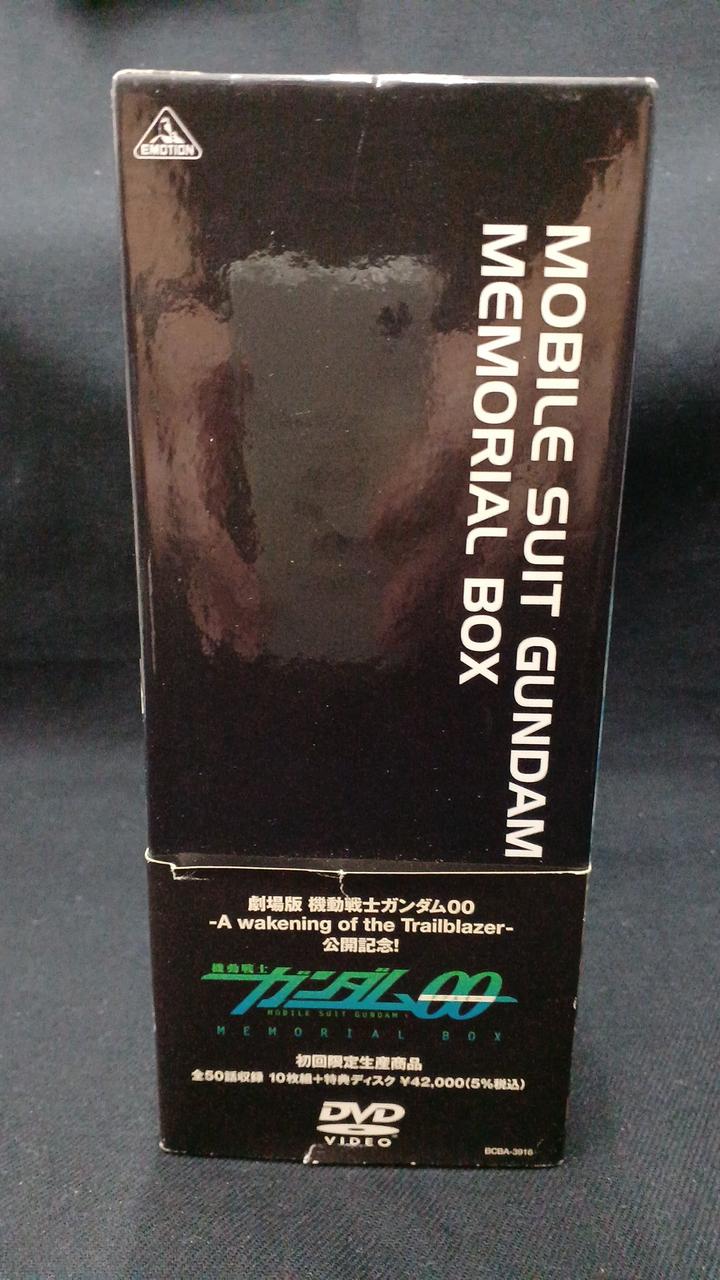 EMOTION
MOBILE SUIT GUNDAM
MEMORIAL BOX
劇場版 機動戦士ガンダム00
-A wakening of the Trailblazer-
公開記念!
機動戦士
ガンダム00
MOBILE SUIT GUNDAM
MEMORIAL BOX
初回限定生産商品
全50話収録 10枚組+特典ディスク ¥42,000(5%税込)
DVD
VIDEO
BCBA-3916